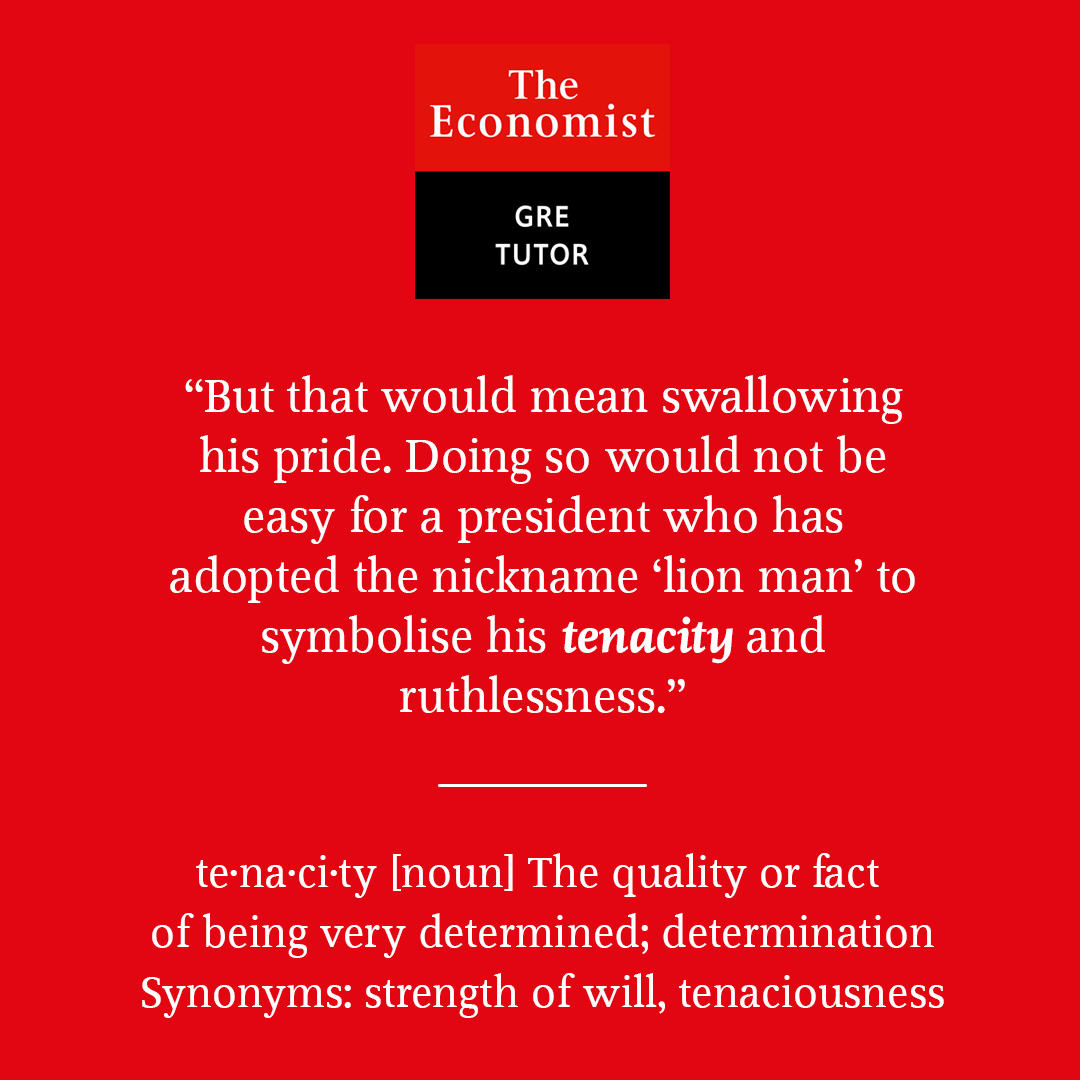 The
Economist
GRE
TUTOR
“But that would mean swallowing
his pride. Doing so would not be
easy for a president who has
adopted the nickname ‘lion man’ to
symbolise his tenacity and
ruthlessness.”
te·na·ci·ty [noun] The quality or fact
of being very determined; determination
Synonyms: strength of will, tenaciousness